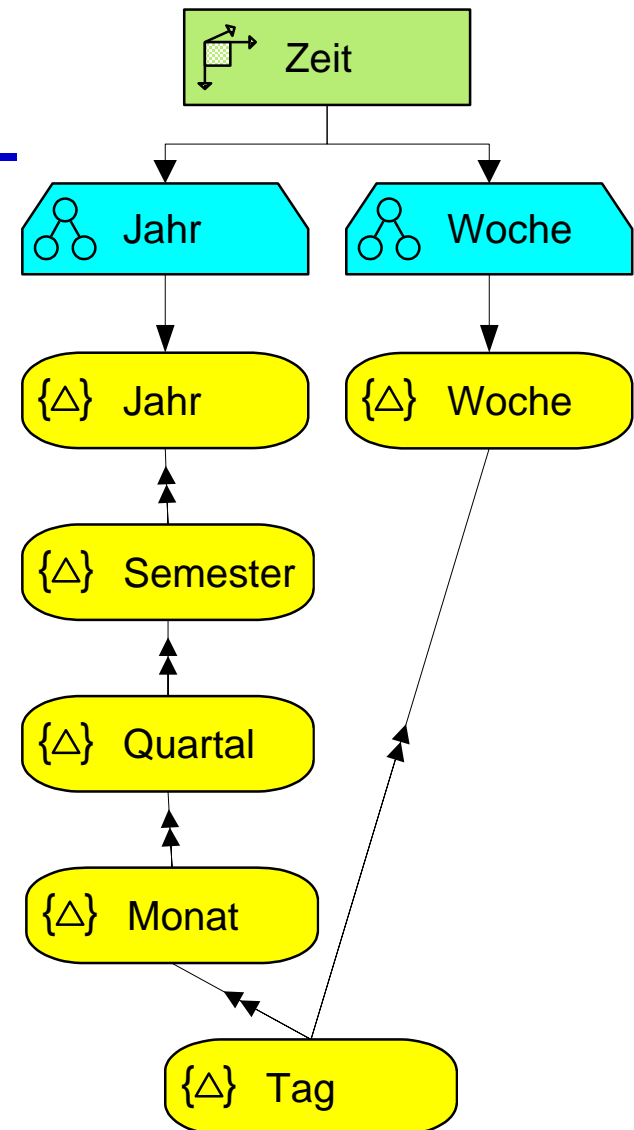 Zeit
Jahr
Woche
{△} Jahr
{△} Woche
{△} Semester
{△} Quartal
{△} Monat
{△} Tag